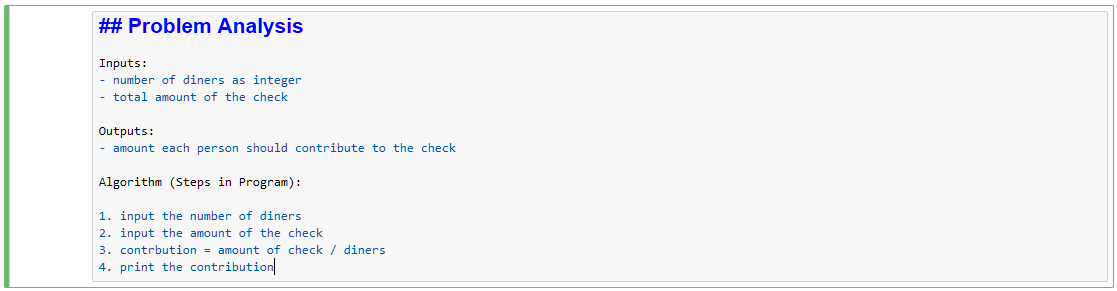 ## Problem Analysis
Inputs:
- number of diners as integer
- total amount of the check
Outputs:
- amount each person should contribute to the check
Algorithm (Steps in Program):
1. input the number of diners
2. input the amount of the check
3. contrbution = amount of check / diners
4. print the contribution